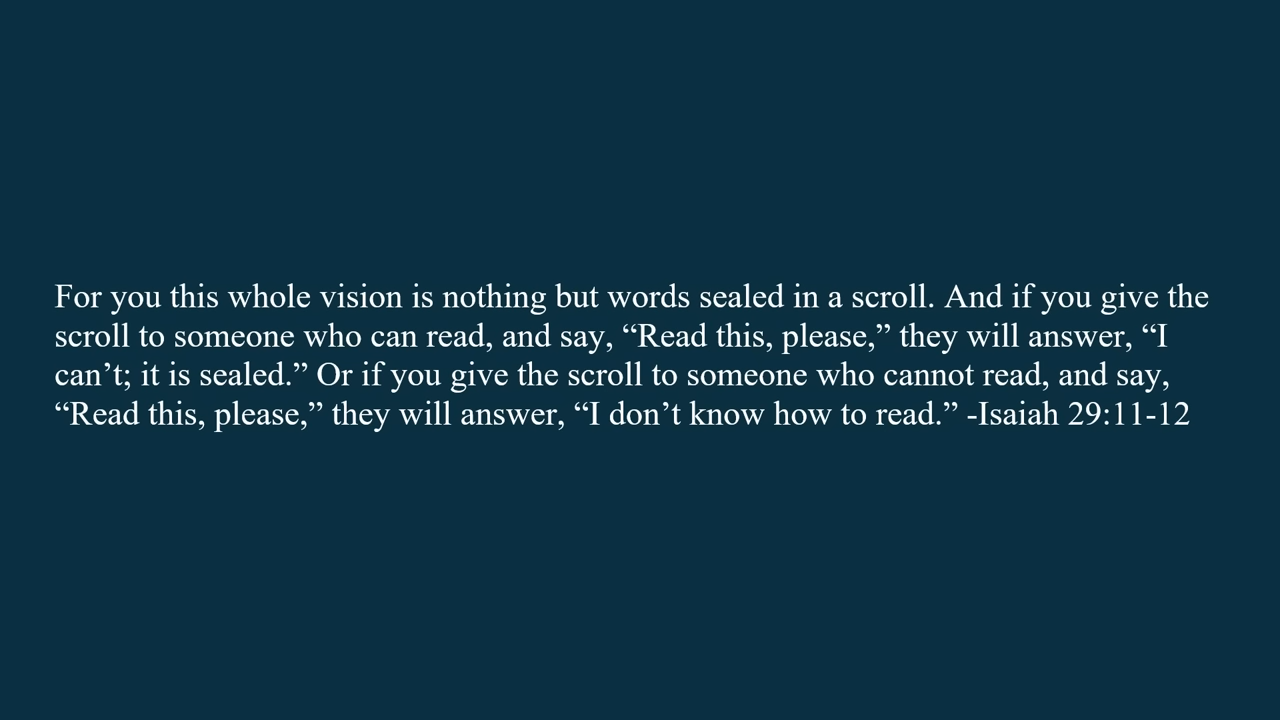 For you this whole vision is nothing but words sealed in a scroll. And if you give the
scroll to someone who can read, and say, “Read this, please,” they will answer, “I
can’t; it is sealed.” Or if you give the scroll to someone who cannot read, and say,
“Read this, please,” they will answer, “I don’t know how to read.” -Isaiah 29:11-12